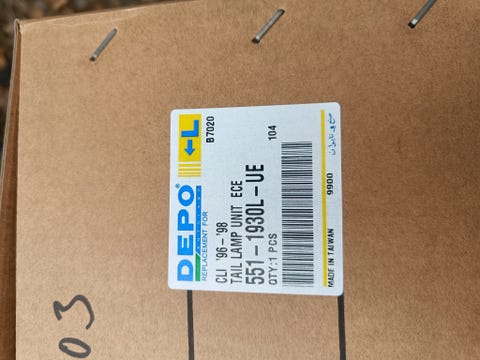 DEPO
L
REPLACEMENT FOR
B7020
CLI '96-'98
TAIL LAMP UNIT ECE
551-1930L-UE
QTY:1 PCS
104
MADE IN TAIWAN
9900
03